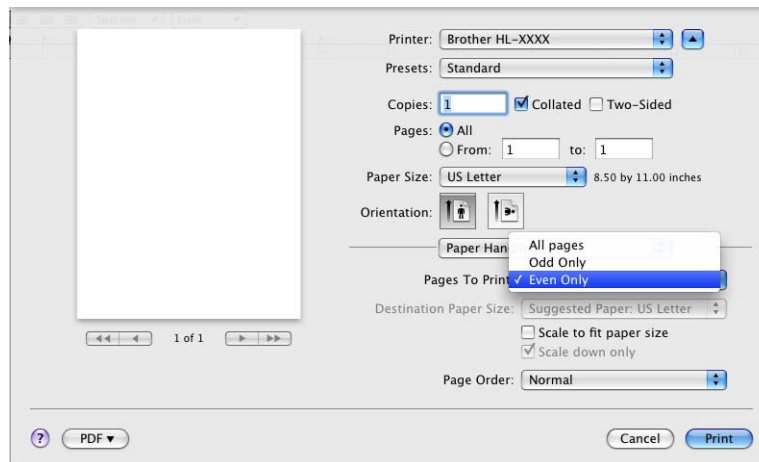 Printer: Brother HL-XXXX
Presets: Standard
Copies: 1 Collated Two-Sided
Pages: All
From: 1 to: 1
Paper Size: US Letter 8.50 by 11.00 inches
Orientation:
Paper Han
All pages
Odd Only
Pages To Print ✓ Even Only
Destination Paper Size: Suggested Paper: US Letter
Scale to fit paper size
1 of 1
Scale down only
Page Order: Normal
? PDF ▼ Cancel Print